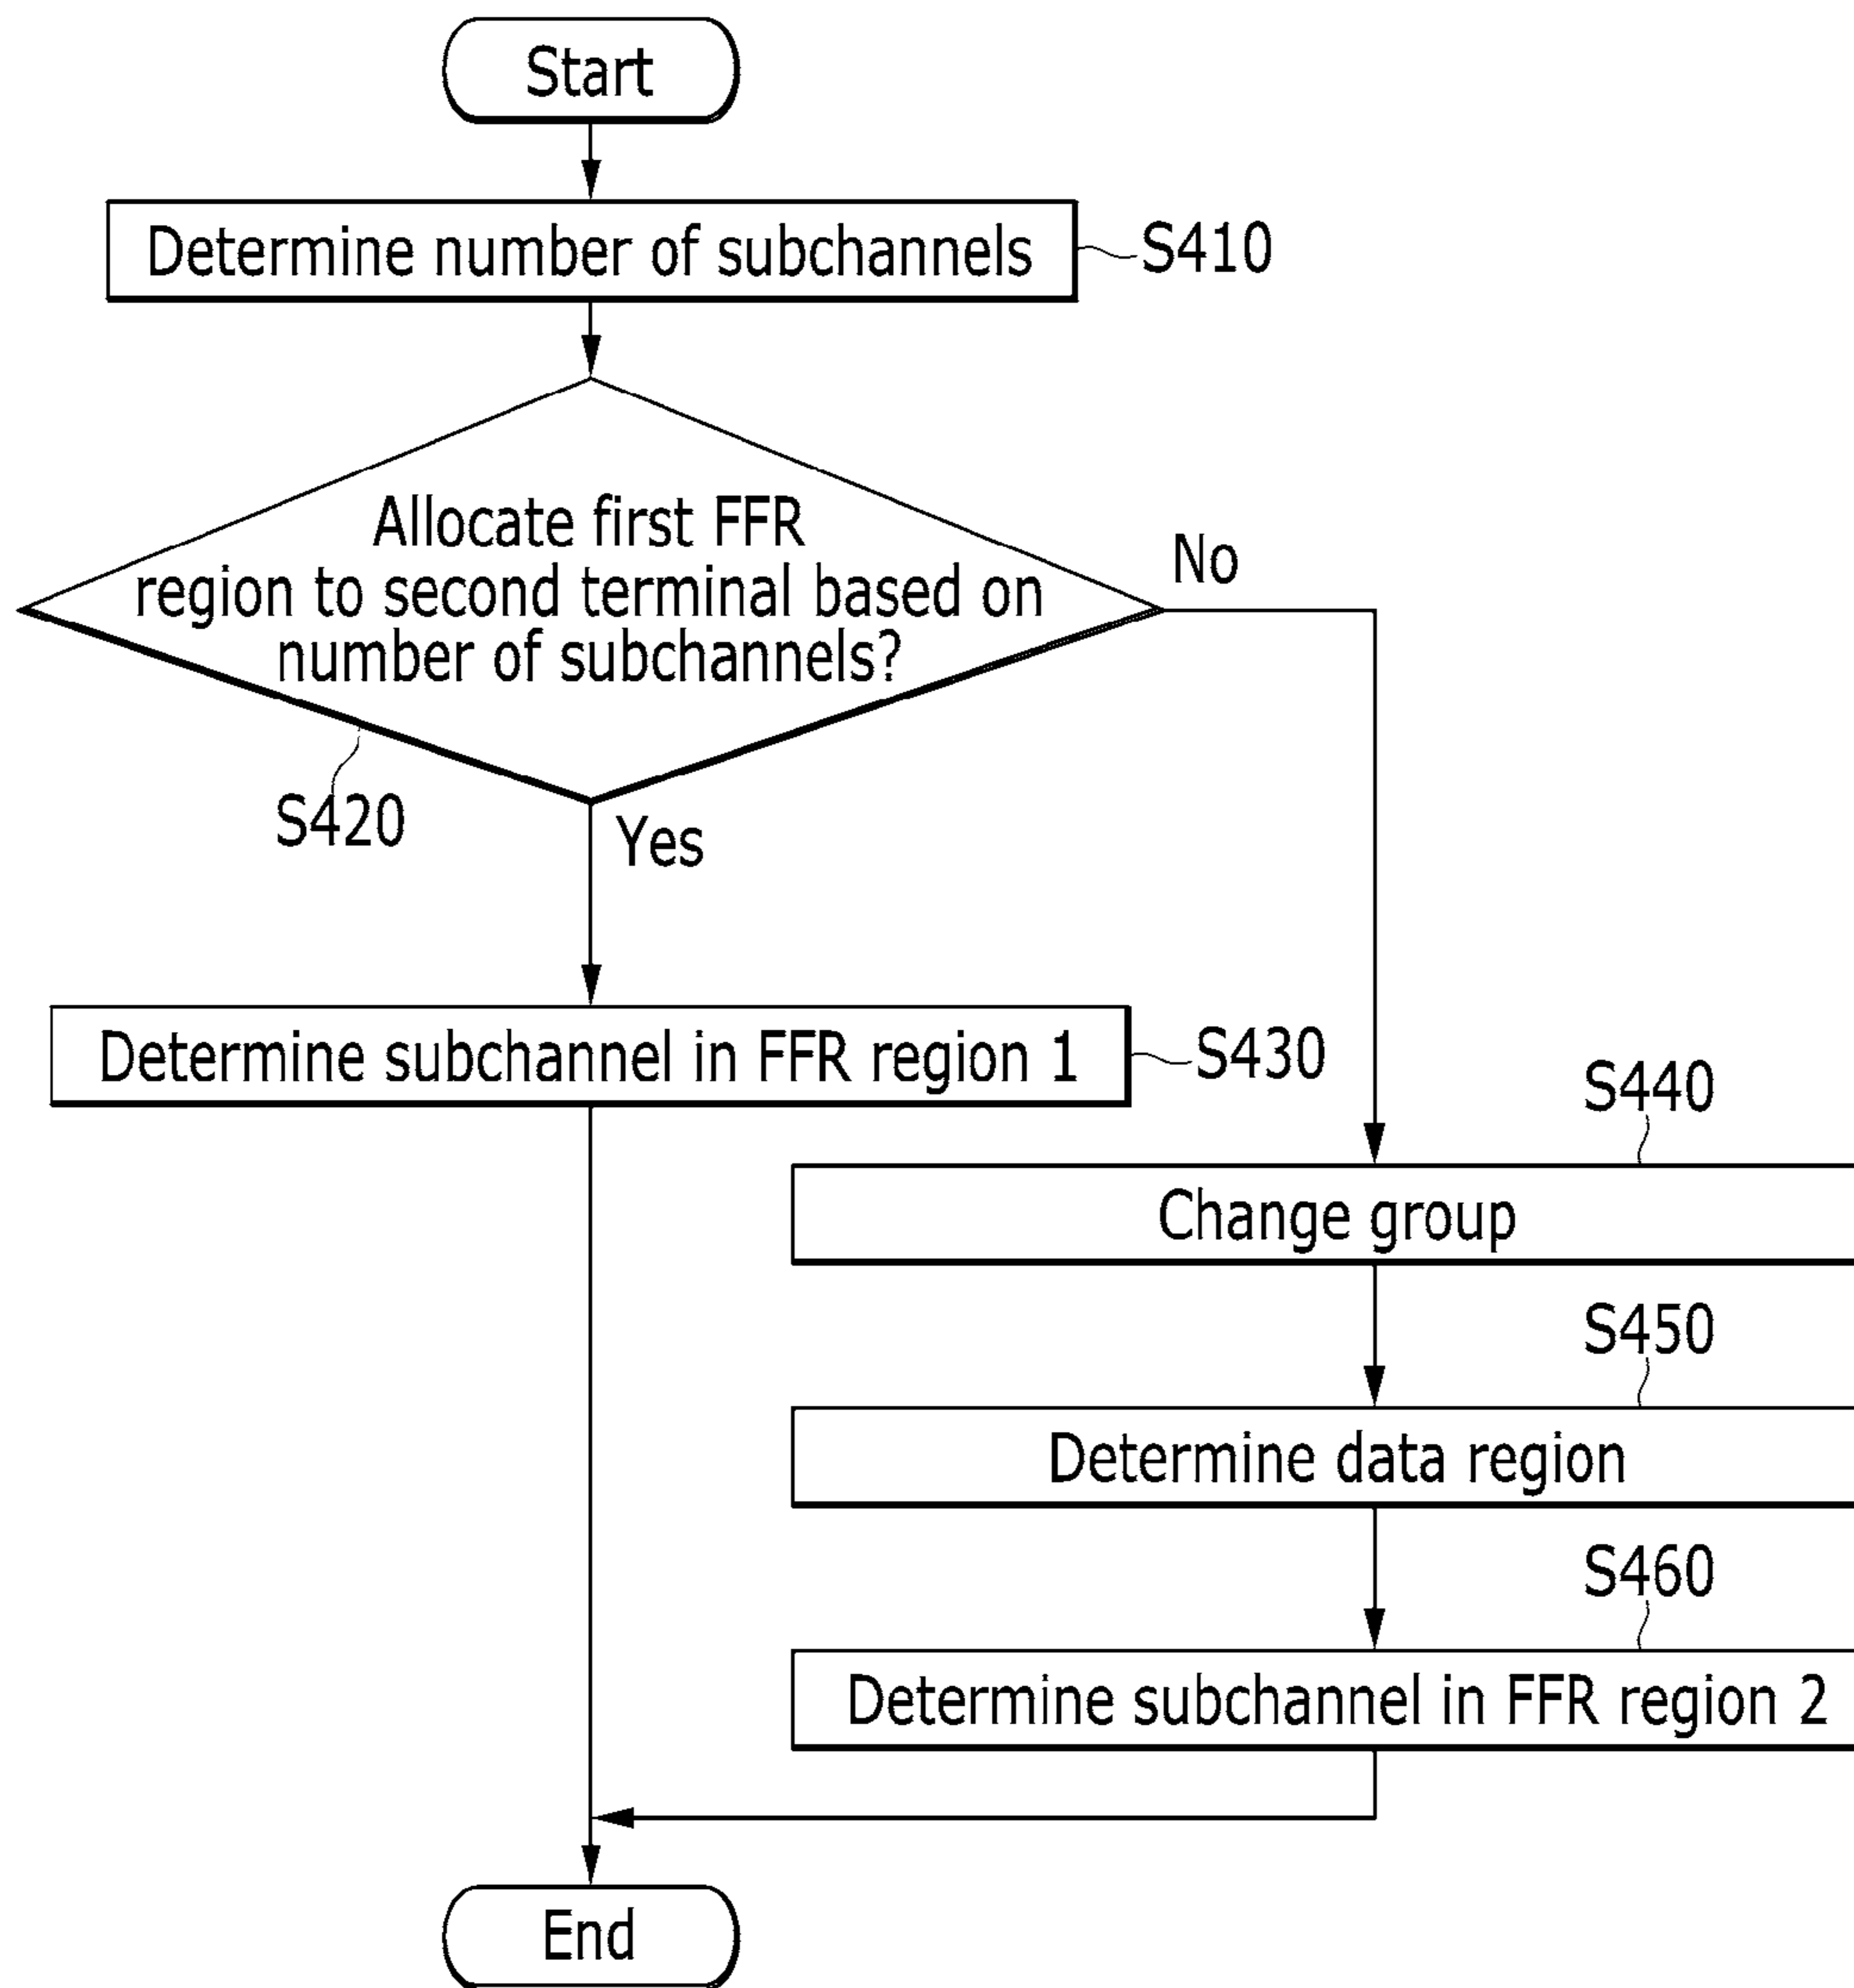 Start
Determine number of subchannels
S410
Allocate first FFR
region to second terminal based on
number of subchannels?
No
S420
Yes
Determine subchannel in FFR region 1
S430
S440
Change group
S450
Determine data region
S460
Determine subchannel in FFR region 2
End